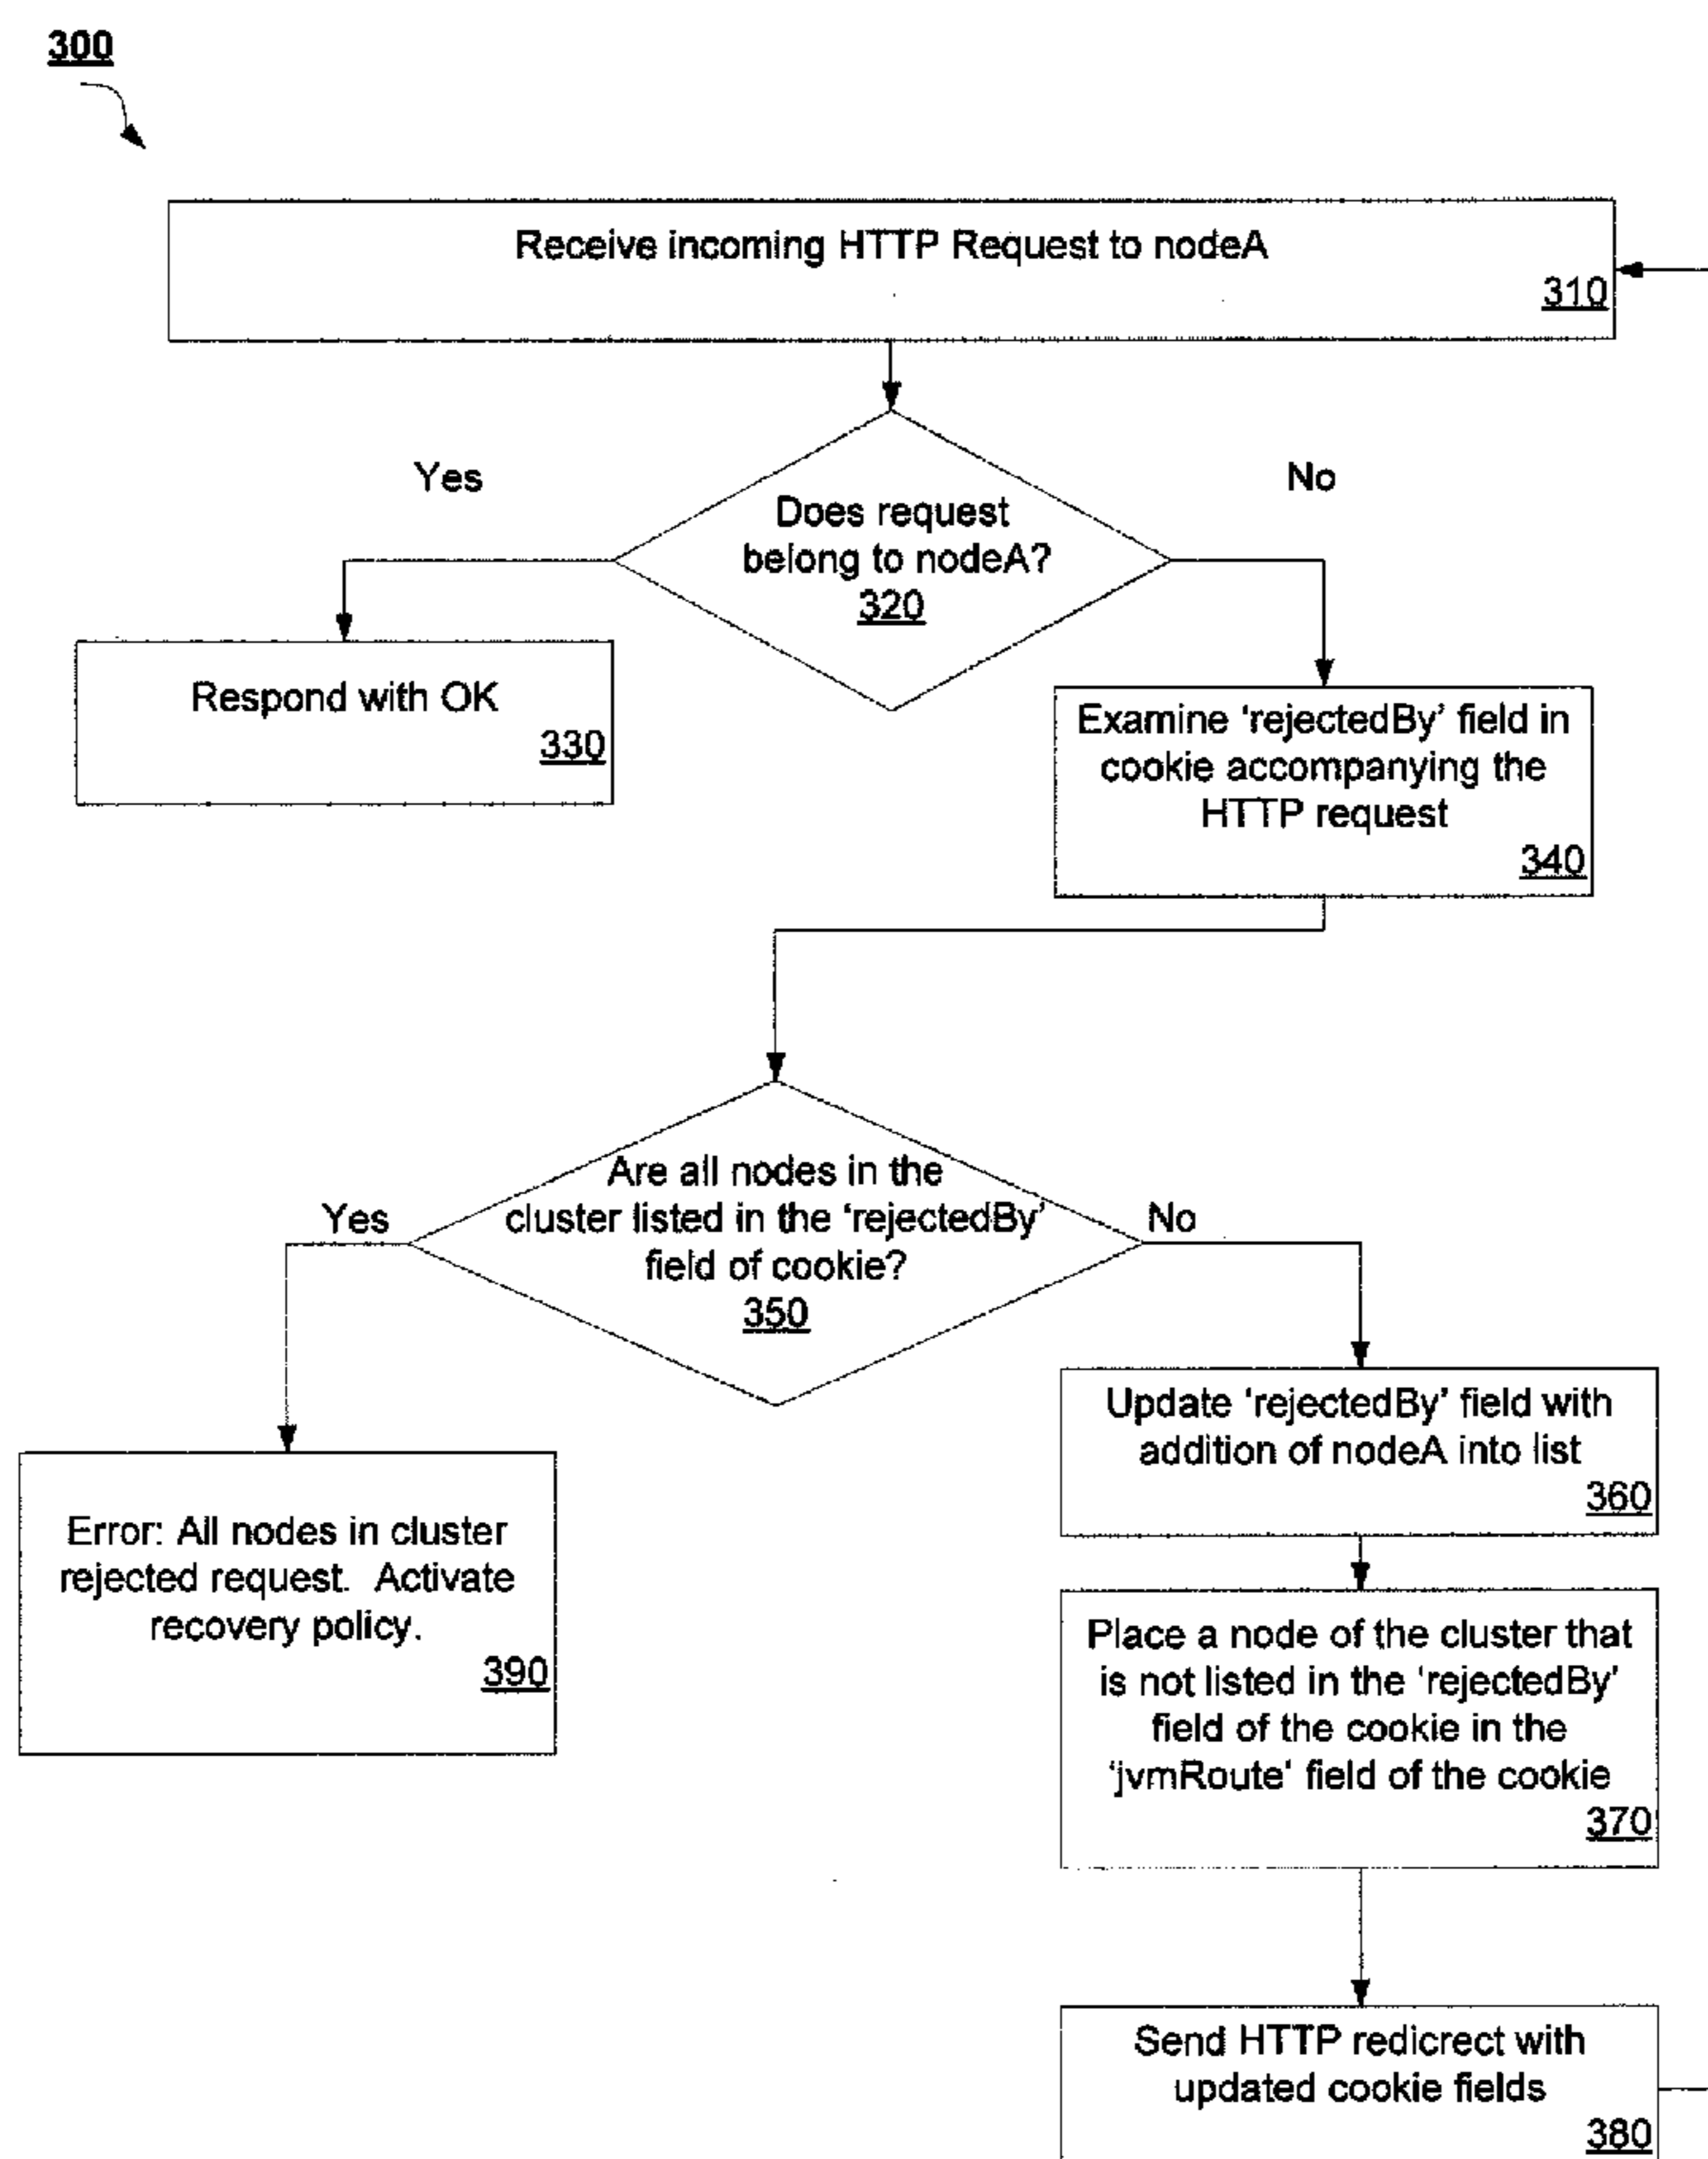 300
Receive incoming HTTP Request to nodeA
310
Yes
No
Does request
belong to nodeA?
320
Respond with OK
330
Examine ‘rejectedBy’ field in
cookie accompanying the
HTTP request
340
Are all nodes in the
cluster listed in the ‘rejectedBy’
field of cookie?
350
Yes
No
Update ‘rejectedBy’ field with
addition of nodeA into list
360
Error: All nodes in cluster
rejected request. Activate
recovery policy.
390
Place a node of the cluster that
is not listed in the ‘rejectedBy’
field of the cookie in the
‘jvmRoute’ field of the cookie
370
Send HTTP redicrect with
updated cookie fields
380